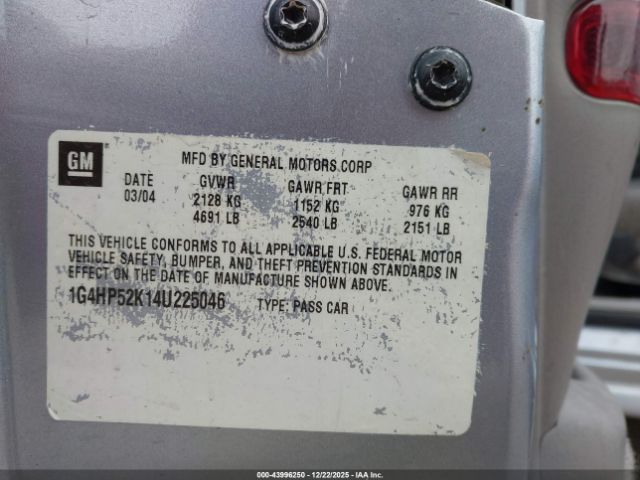 GM
MFD BY GENERAL MOTORS CORP
DATE GVWR GAWR FRT GAWR RR
03/04 2128 KG 1152 KG 976 KG
4691 LB 2540 LB 2151 LB
THIS VEHICLE CONFORMS TO ALL APPLICABLE U.S. FEDERAL MOTOR
VEHICLE SAFETY, BUMPER, AND THEFT PREVENTION STANDARDS IN
EFFECT ON THE DATE OF MANUFACTURE SHOWN ABOVE.
1G4HP52K14U225046 TYPE: PASS CAR
000-43996250 - 12/22/2025 - IAA Inc.